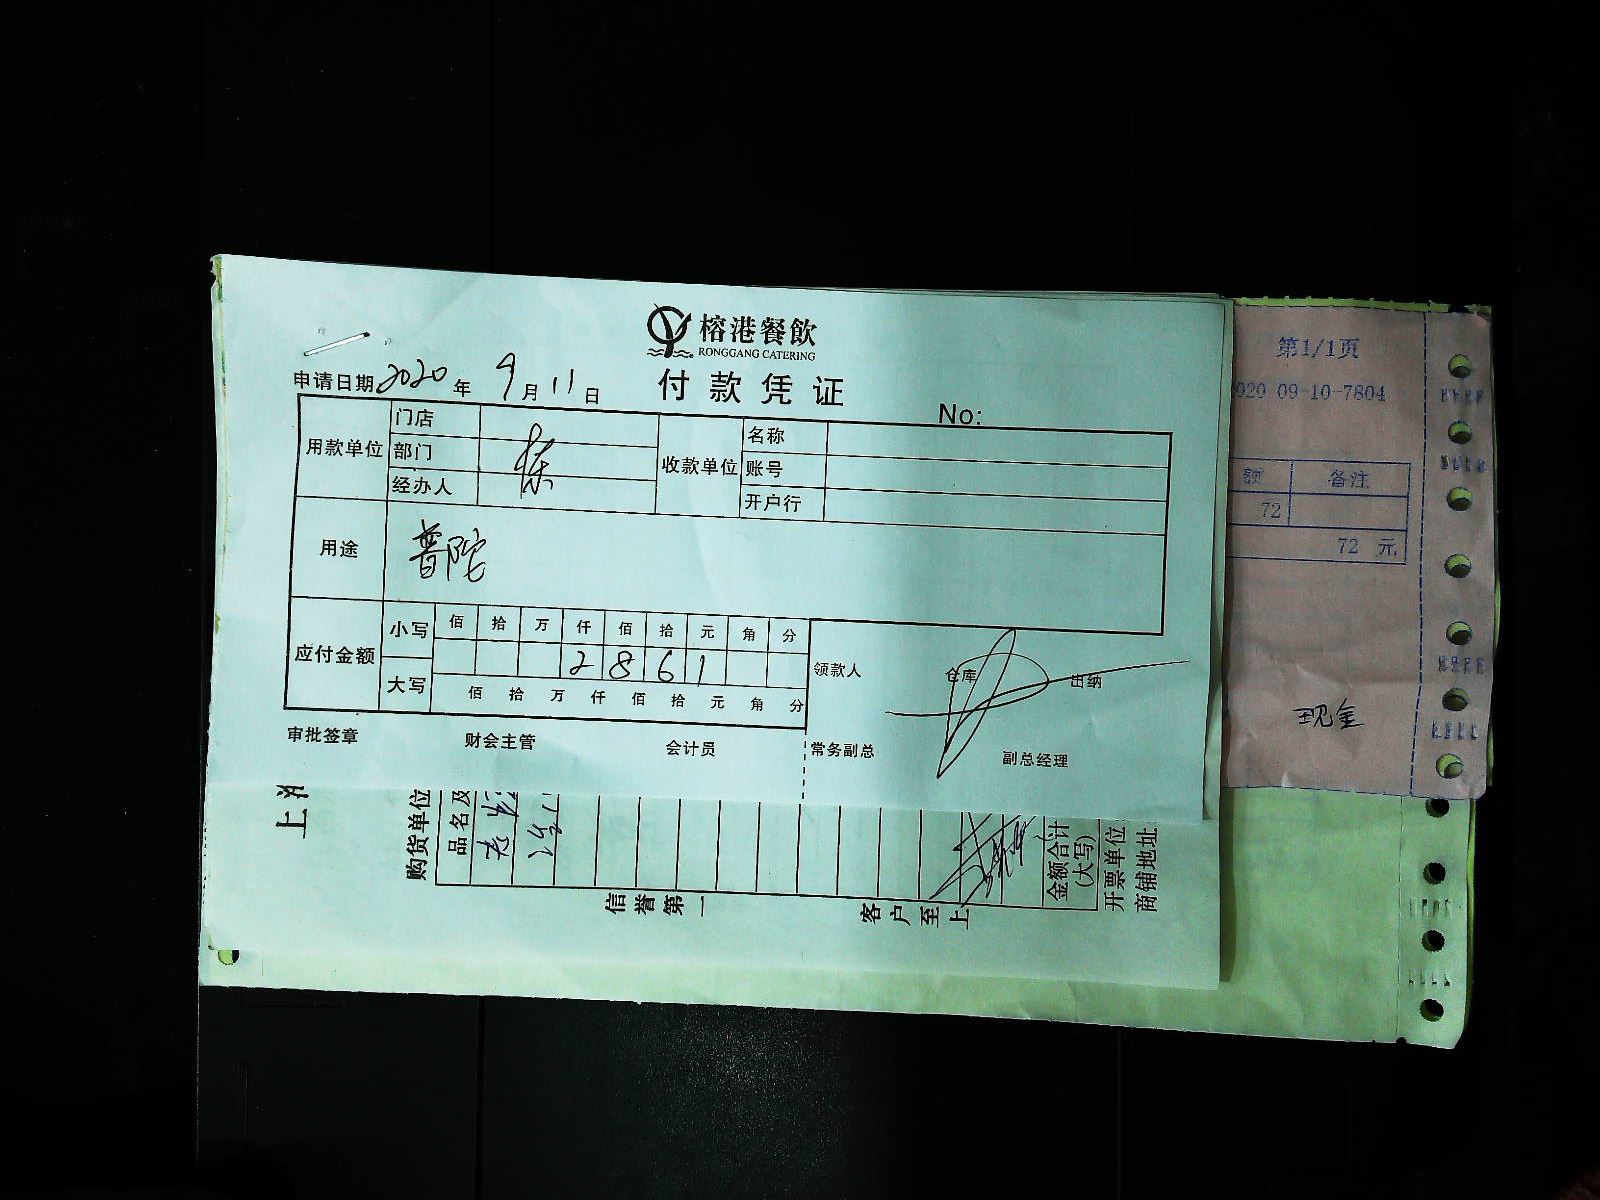 榕港餐飲
RONGGANG CATERING
付款凭证
申请日期2020年9月11日
No:
用款单位 门店 收款单位 名称
部门 账号
经办人 开户行
用途 普陀
应付金额 小写 佰 拾 万 仟 佰 拾 元 角 分
2 8 6 1
大写 佰 拾 万 仟 佰 拾 元 角 分
领款人 仓库 出纳
审批签章 财会主管 会计员 常务副总 副总经理
第1/1页
020 09-10-7804
额 备注
72
72 元
现金
上
购货单位
品名及
金额合计
(大写)
开票单位
商铺地址
信誉第一
客户至上